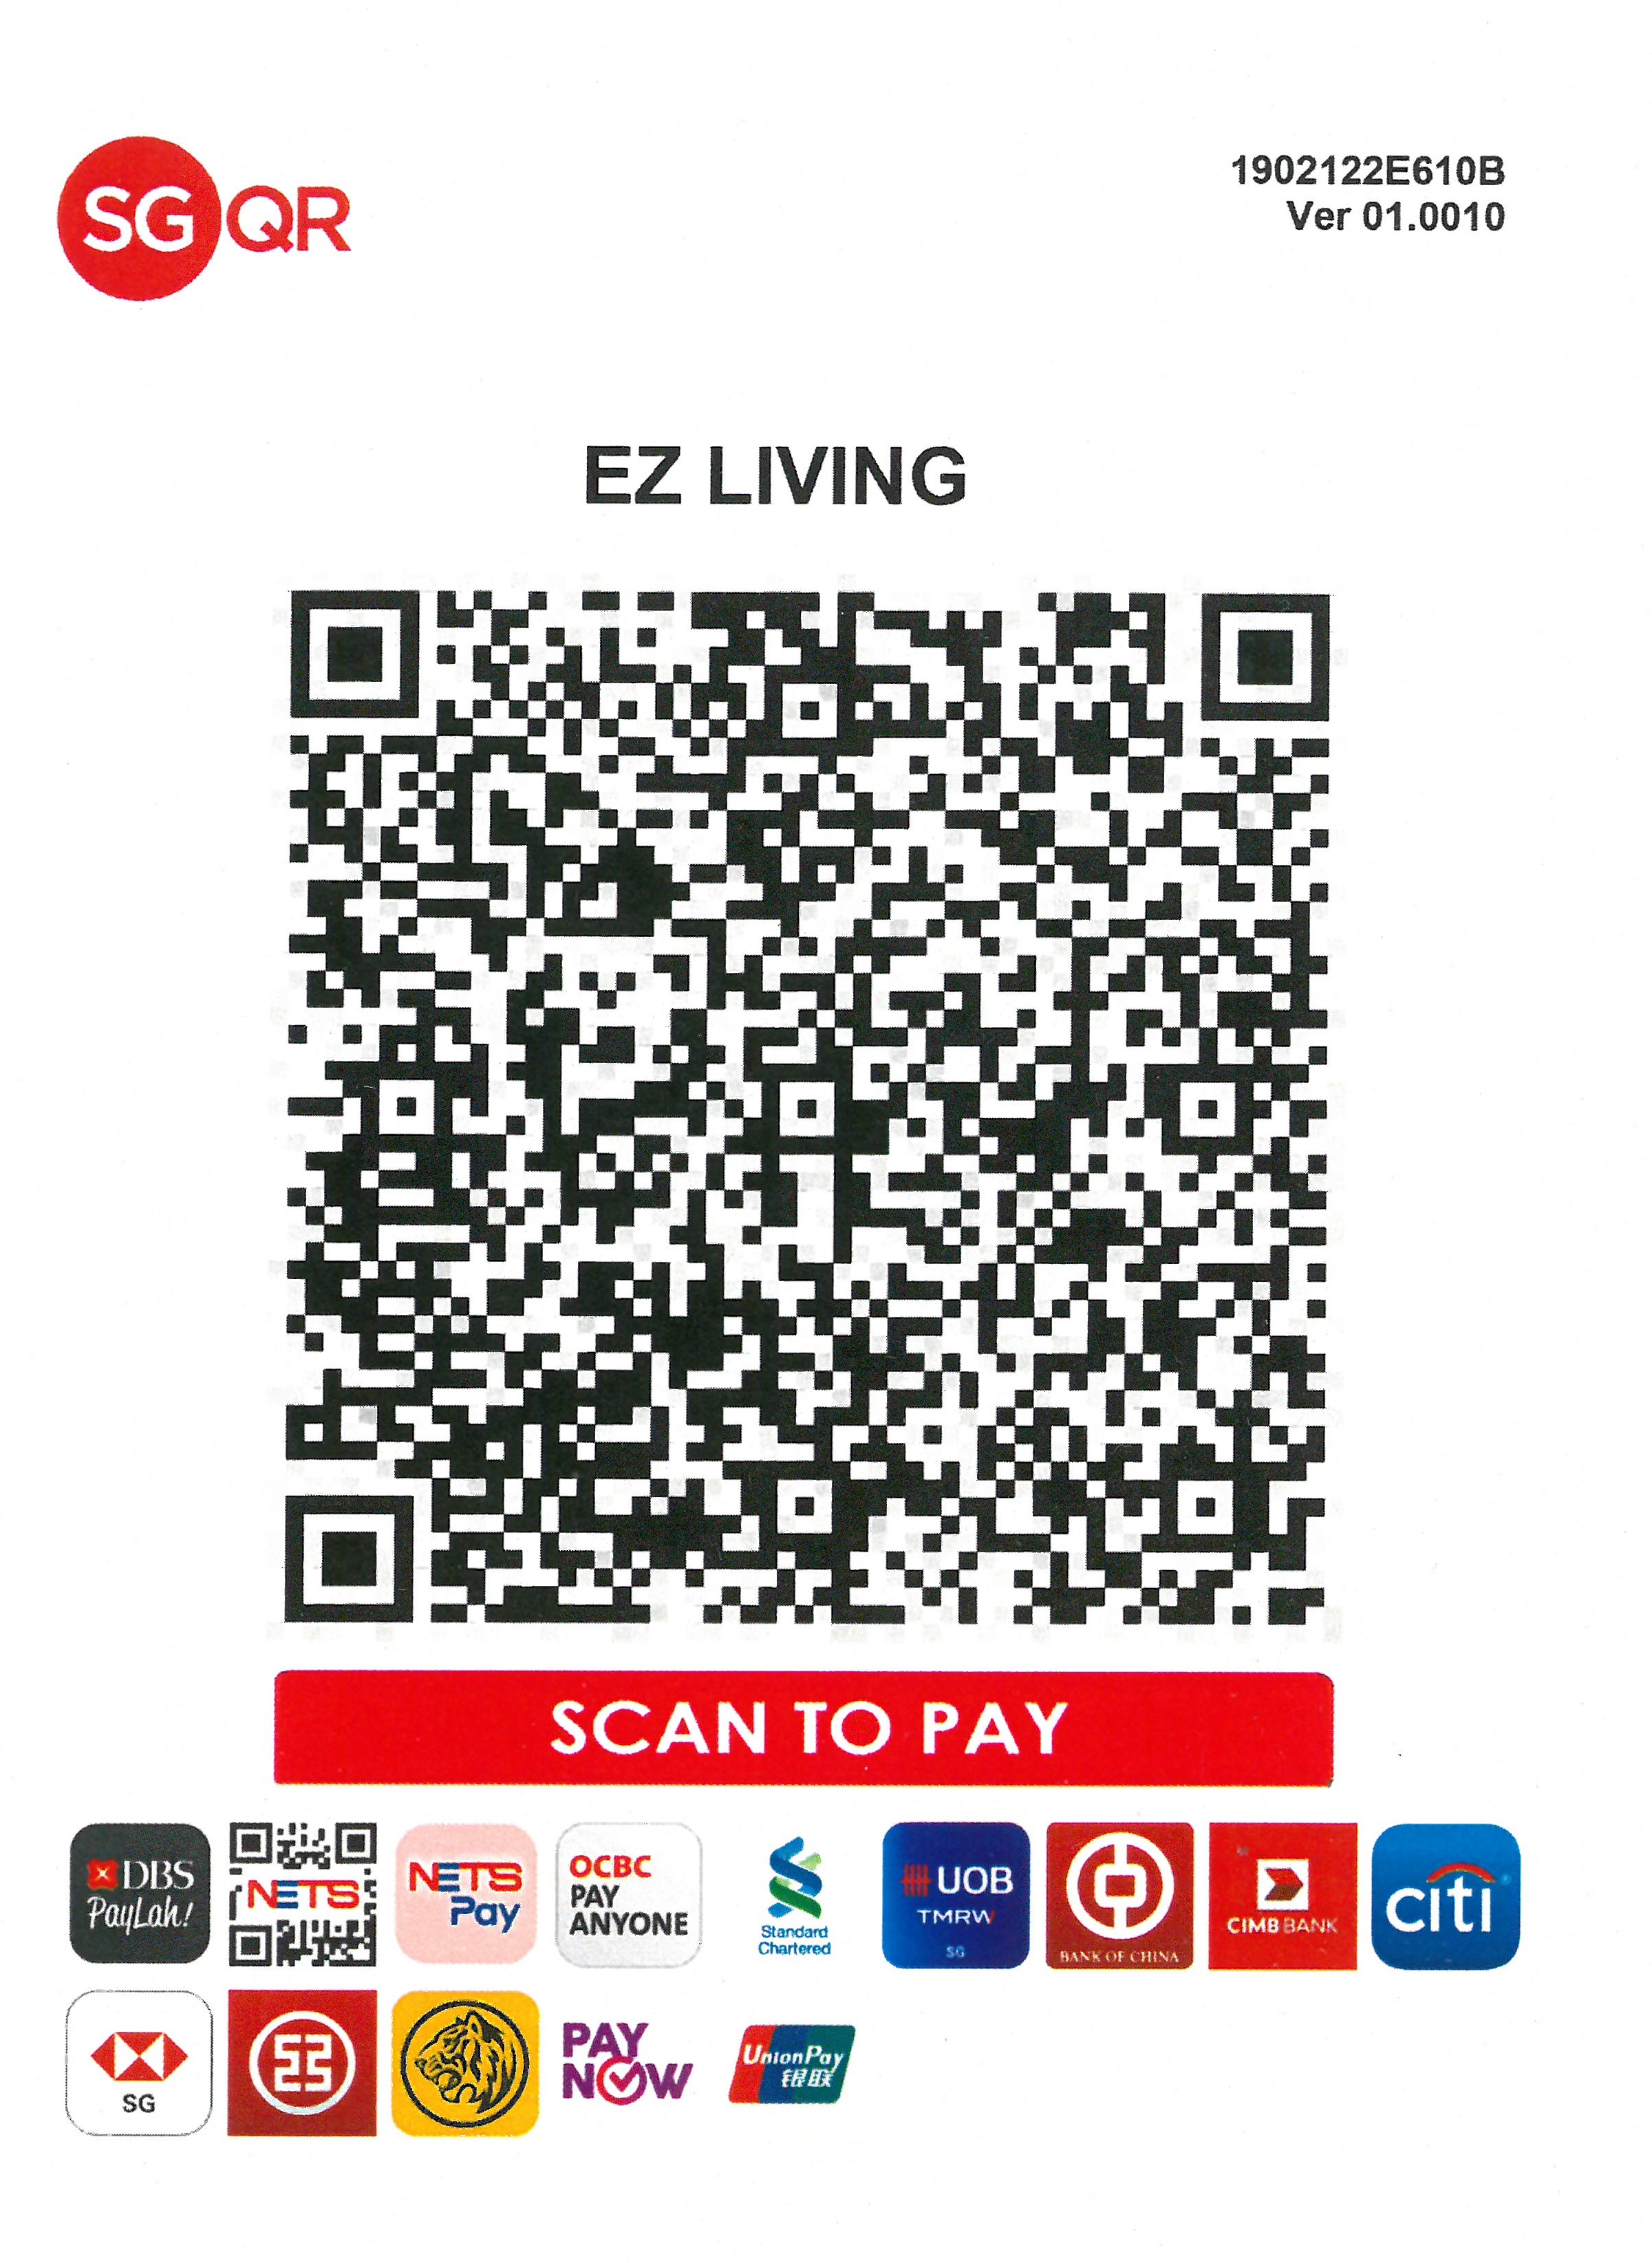 SG QR
1902122E610B
Ver 01.0010
EZ LIVING
SCAN TO PAY
DBS
PayLah!
NETS
NETS
Pay
OCBC
PAY
ANYONE
Standard
Chartered
UOB
TMRW
SG
BANK OF CHINA
CIMB BANK
citi
SG
PAY
NOW
UnionPay
银联